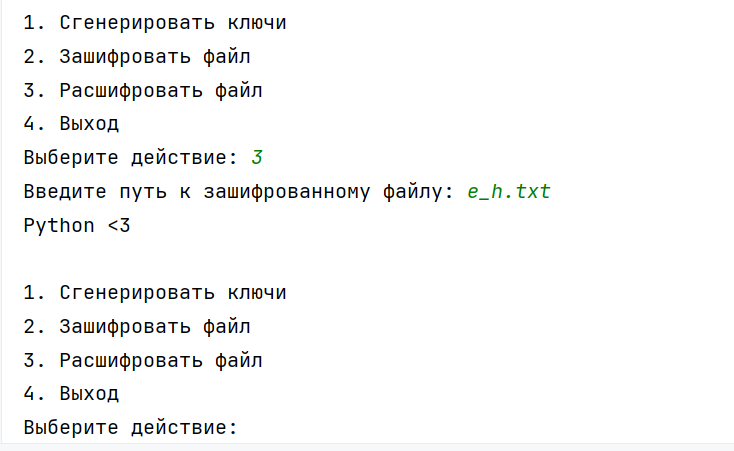 1. Сгенерировать ключи
2. Зашифровать файл
3. Расшифровать файл
4. Выход
Выберите действие: 3
Введите путь к зашифрованному файлу: e_h.txt
Python <3
1. Сгенерировать ключи
2. Зашифровать файл
3. Расшифровать файл
4. Выход
Выберите действие: